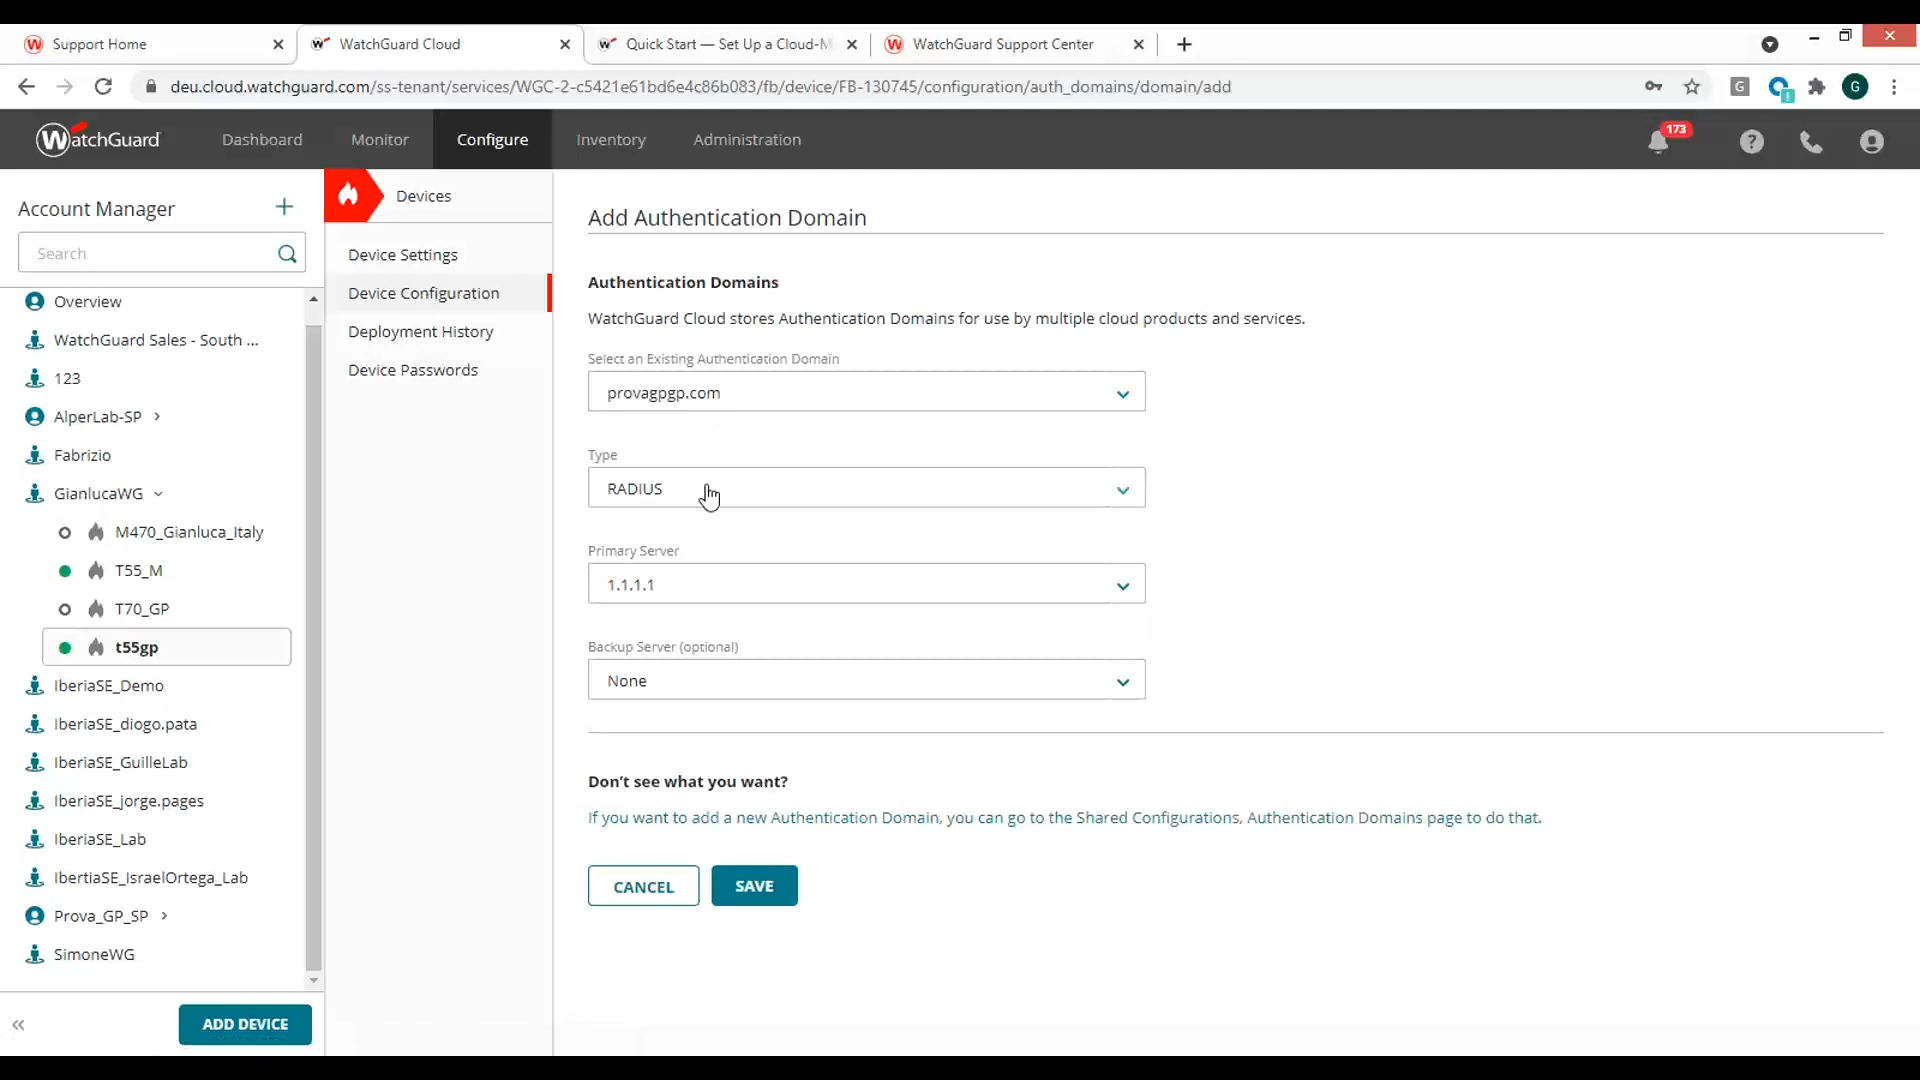 Support Home
WatchGuard Cloud
Quick Start — Set Up a Cloud-M
WatchGuard Support Center
deu.cloud.watchguard.com/ss-tenant/services/WGC-2-c5421e61bd6e4c86b083/fb/device/FB-130745/configuration/auth_domains/domain/add
G
G
WatchGuard
Dashboard
Monitor
Configure
Inventory
Administration
173
Account Manager
Search
Overview
WatchGuard Sales - South ...
123
AlperLab-SP
Fabrizio
GianlucaWG
M470_Gianluca_Italy
T55_M
T70_GP
t55gp
IberiaSE_Demo
IberiaSE_diogo.pata
IberiaSE_GuilleLab
IberiaSE_jorge.pages
IberiaSE_Lab
IbertiaSE_IsraelOrtega_Lab
Prova_GP_SP
SimoneWG
ADD DEVICE
Devices
Device Settings
Device Configuration
Deployment History
Device Passwords
Add Authentication Domain
Authentication Domains
WatchGuard Cloud stores Authentication Domains for use by multiple cloud products and services.
Select an Existing Authentication Domain
provagpgp.com
Type
RADIUS
Primary Server
1.1.1.1
Backup Server (optional)
None
Don't see what you want?
If you want to add a new Authentication Domain, you can go to the Shared Configurations, Authentication Domains page to do that.
CANCEL
SAVE